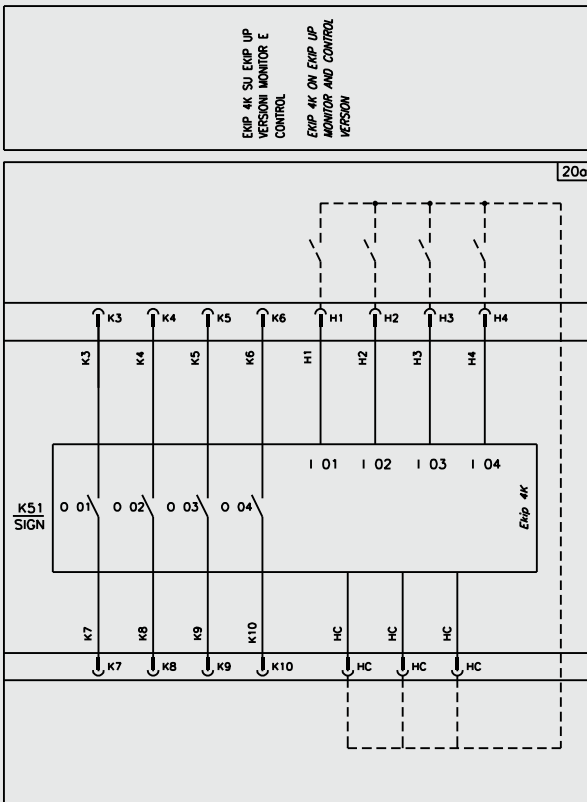 EKIP 4K SU EKIP UP
VERSIONI MONITOR E
CONTROL
EKIP 4K ON EKIP UP
MONITOR AND CONTROL
VERSION
20a
K3 K4 K5 K6 H1 H2 H3 H4
K3 K4 K5 K6 H1 H2 H3 H4
I 01 I 02 I 03 I 04
K51
SIGN
O 01 O 02 O 03 O 04
Ekip 4K
K7 K8 K9 K10 HC HC HC
K7 K8 K9 K10 HC HC HC